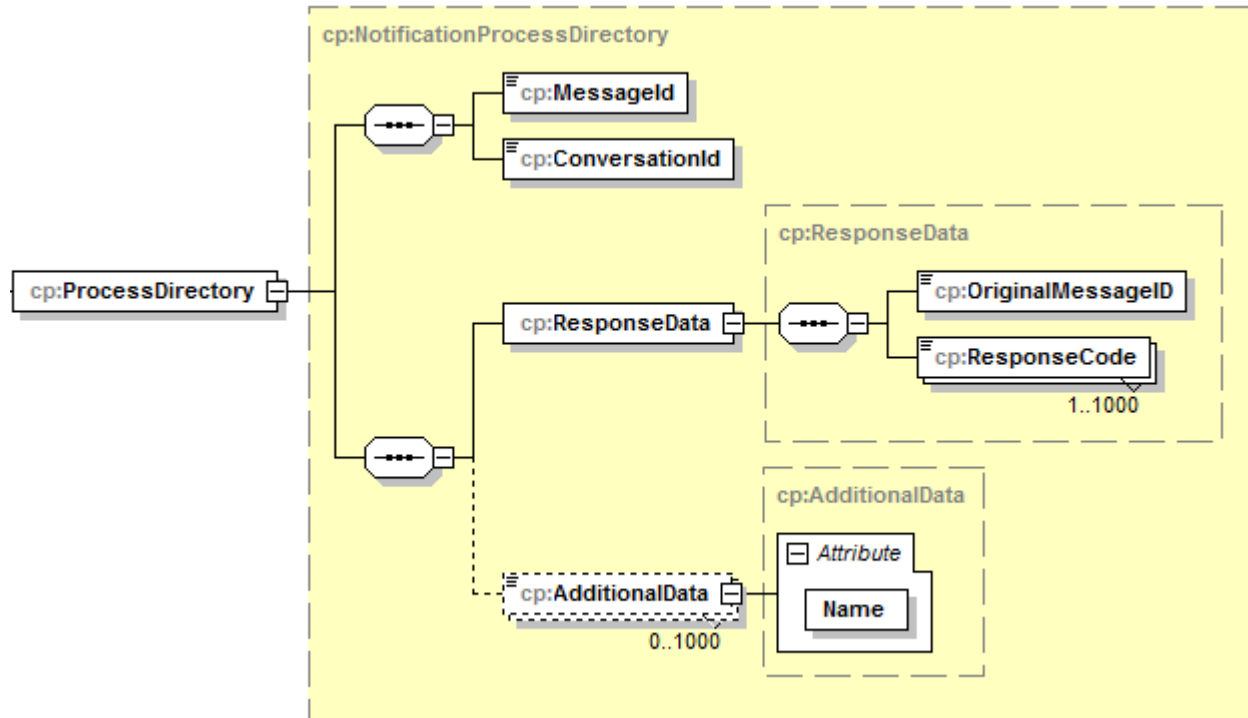 cp:NotificationProcessDirectory
cp:MessageId
cp:ConversationId
cp:ResponseData
cp:ProcessDirectory
cp:OriginalMessageID
cp:ResponseData
cp:ResponseCode
1..1000
cp:AdditionalData
Attribute
cp:AdditionalData
Name
0..1000